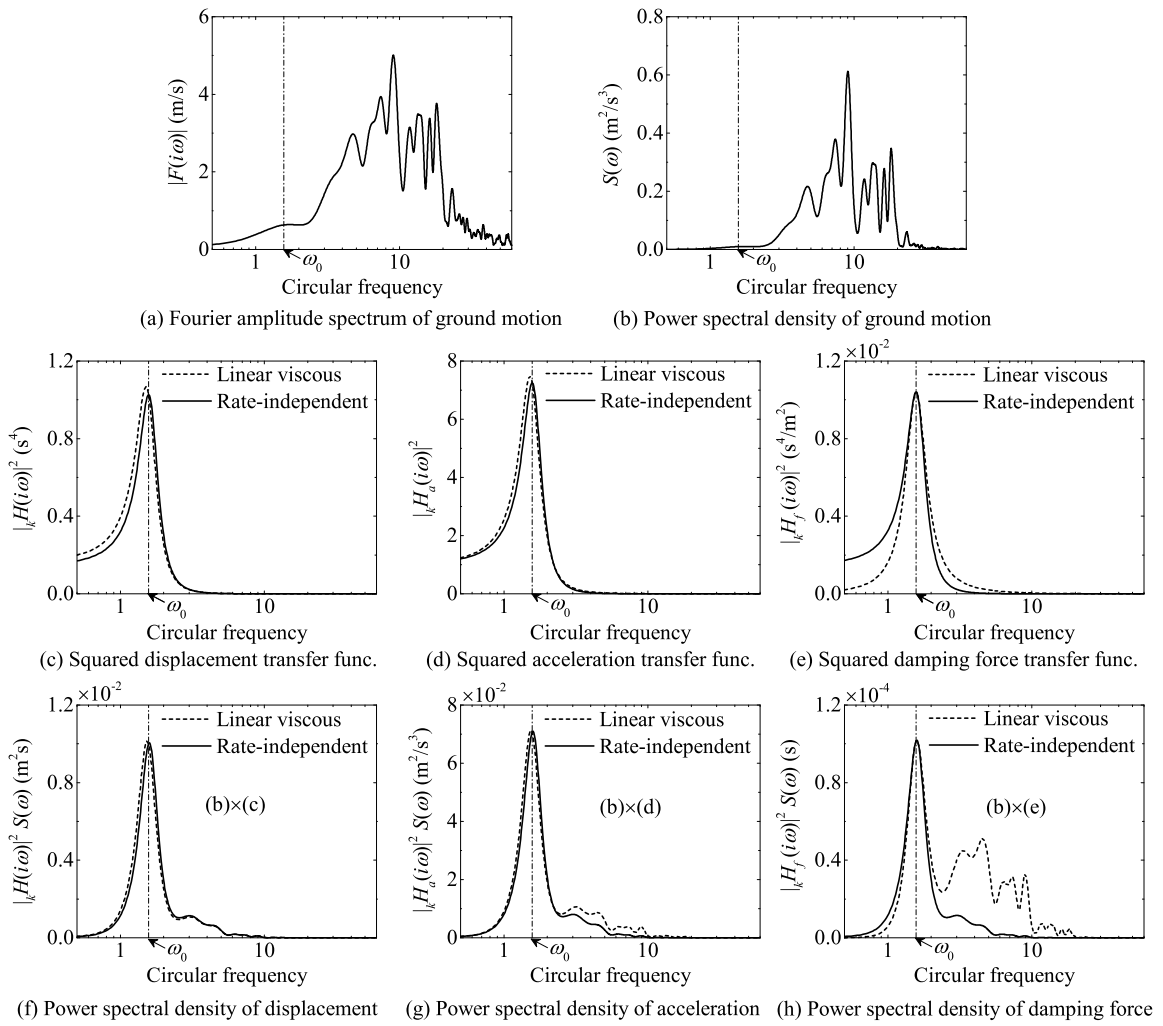 |F(iω)| (m/s)
6
4
2
0
1
10
ω0
Circular frequency
(a) Fourier amplitude spectrum of ground motion
S(ω) (m²/s³)
0.8
0.6
0.4
0.2
0.0
1
10
ω0
Circular frequency
(b) Power spectral density of ground motion
|kH(iω)|² (s⁴)
1.2
0.8
0.4
0.0
Linear viscous
Rate-independent
1
10
ω0
Circular frequency
(c) Squared displacement transfer func.
|kHa(iω)|²
8
6
4
2
0
Linear viscous
Rate-independent
1
10
ω0
Circular frequency
(d) Squared acceleration transfer func.
|kHf (iω)|² (s⁴/m²)
×10⁻²
1.2
0.8
0.4
0.0
Linear viscous
Rate-independent
1
10
ω0
Circular frequency
(e) Squared damping force transfer func.
|kH(iω)|² S(ω) (m²s)
×10⁻²
1.2
0.8
0.4
0.0
Linear viscous
Rate-independent
(b)×(c)
1
10
ω0
Circular frequency
(f) Power spectral density of displacement
|kHa(iω)|² S(ω) (m²/s³)
×10⁻²
8
6
4
2
0
Linear viscous
Rate-independent
(b)×(d)
1
10
ω0
Circular frequency
(g) Power spectral density of acceleration
|kHf (iω)|² S(ω) (s)
×10⁻⁴
1.2
0.8
0.4
0.0
Linear viscous
Rate-independent
(b)×(e)
1
10
ω0
Circular frequency
(h) Power spectral density of damping force